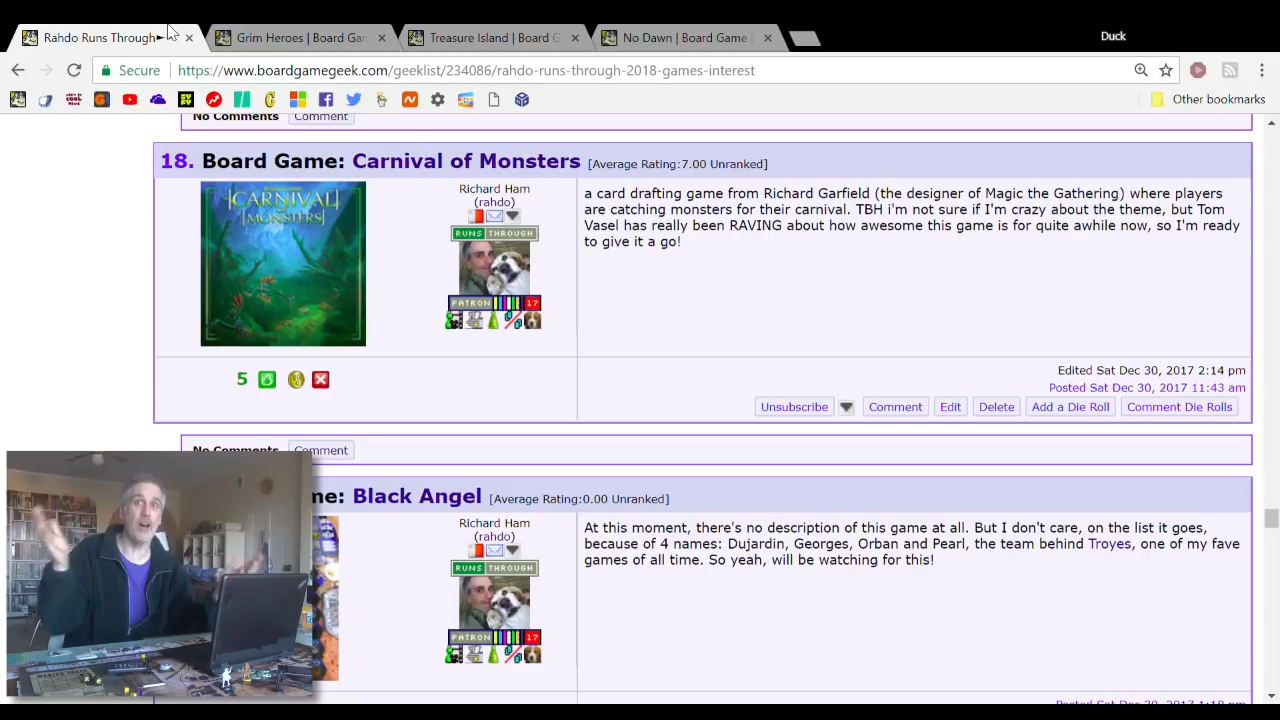 Rahdo Runs Through
Grim Heroes | Board Gam
Treasure Island | Board G
No Dawn | Board Game |
Duck
Secure
https://www.boardgamegeek.com/geeklist/234086/rahdo-runs-through-2018-games-interest
Other bookmarks
No Comments Comment
18. Board Game: Carnival of Monsters [Average Rating:7.00 Unranked]
CARNIVAL
MONSTERS
Richard Ham
(rahdo)
RUNS THROUGH
PATRON 17
a card drafting game from Richard Garfield (the designer of Magic the Gathering) where players
are catching monsters for their carnival. TBH i'm not sure if I'm crazy about the theme, but Tom
Vasel has really been RAVING about how awesome this game is for quite awhile now, so I'm ready
to give it a go!
5
Edited Sat Dec 30, 2017 2:14 pm
Posted Sat Dec 30, 2017 11:43 am
Unsubscribe Comment Edit Delete Add a Die Roll Comment Die Rolls
No Comments Comment
me: Black Angel [Average Rating:0.00 Unranked]
Richard Ham
(rahdo)
RUNS THROUGH
PATRON 17
At this moment, there's no description of this game at all. But I don't care, on the list it goes,
because of 4 names: Dujardin, Georges, Orban and Pearl, the team behind Troyes, one of my fave
games of all time. So yeah, will be watching for this!